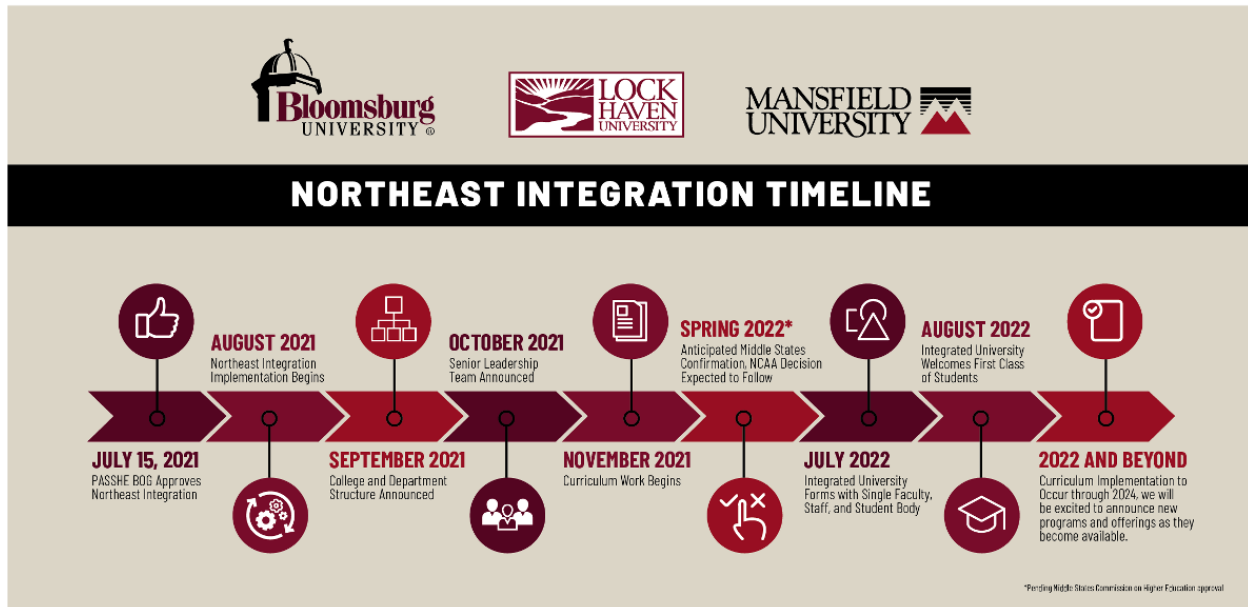 Bloomsburg
UNIVERSITY®
LOCK
HAVEN
UNIVERSITY
MANSFIELD
UNIVERSITY
NORTHEAST INTEGRATION TIMELINE
JULY 15, 2021
PASSHE BOG Approves
Northeast Integration
AUGUST 2021
Northeast Integration
Implementation Begins
SEPTEMBER 2021
College and Department
Structure Announced
OCTOBER 2021
Senior Leadership
Team Announced
NOVEMBER 2021
Curriculum Work Begins
SPRING 2022*
Anticipated Middle States
Confirmation, NCAA Decision
Expected to Follow
JULY 2022
Integrated University
Forms with Single Faculty,
Staff, and Student Body
AUGUST 2022
Integrated University
Welcomes First Class
of Students
2022 AND BEYOND
Curriculum Implementation to
Occur through 2024, we will
be excited to announce new
programs and offerings as they
become available.
*Pending Middle States Commission on Higher Education approval